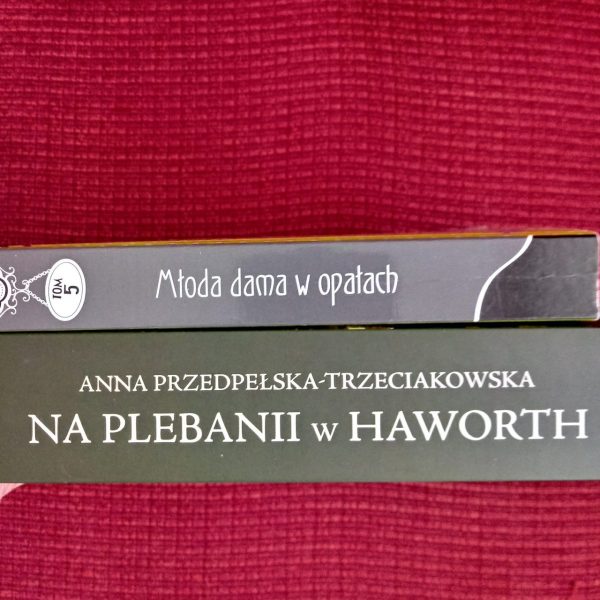 TOM 5
Młoda dama w opałach
ANNA PRZEDPEŁSKA-TRZECIAKOWSKA
NA PLEBANII w HAWORTH